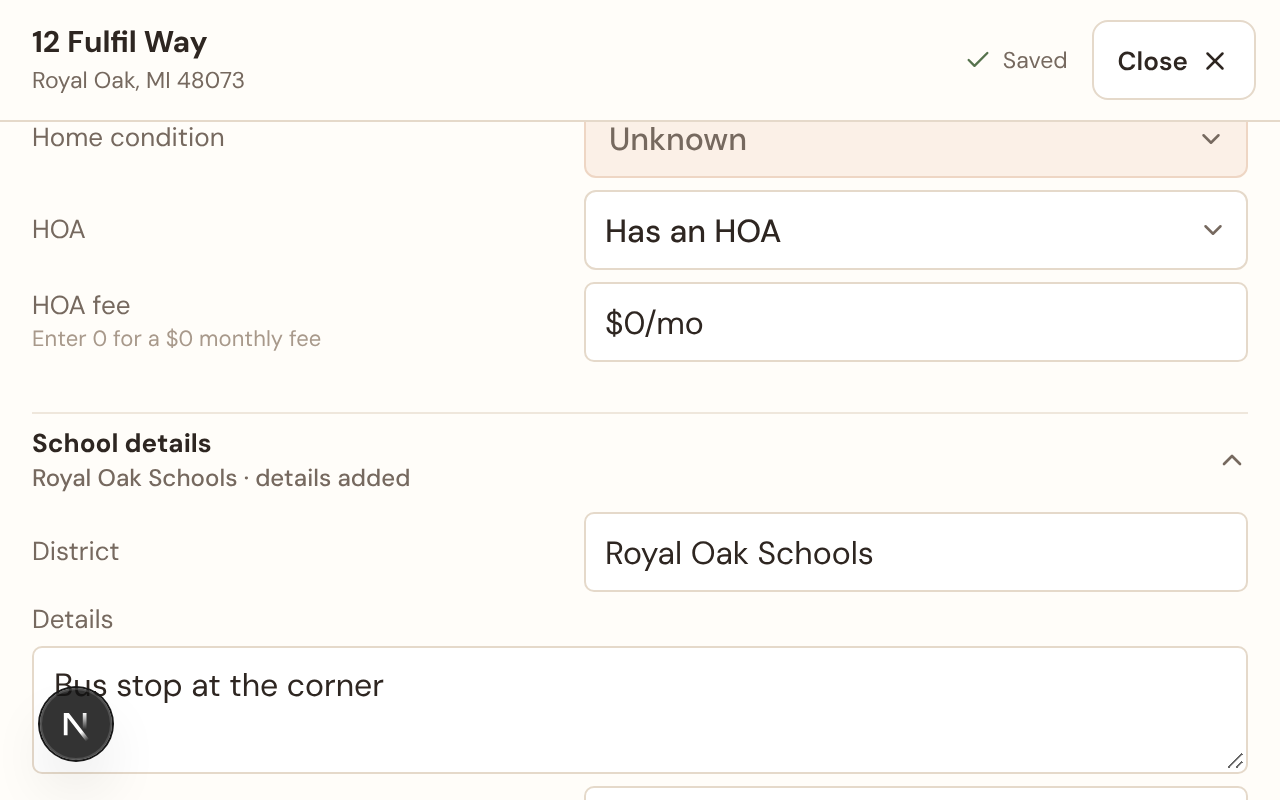 12 Fulfil Way
Royal Oak, MI 48073
Saved
Close
Home condition
Unknown
HOA
Has an HOA
HOA fee
Enter 0 for a $0 monthly fee
$0/mo
School details
Royal Oak Schools · details added
District
Royal Oak Schools
Details
Bus stop at the corner
N